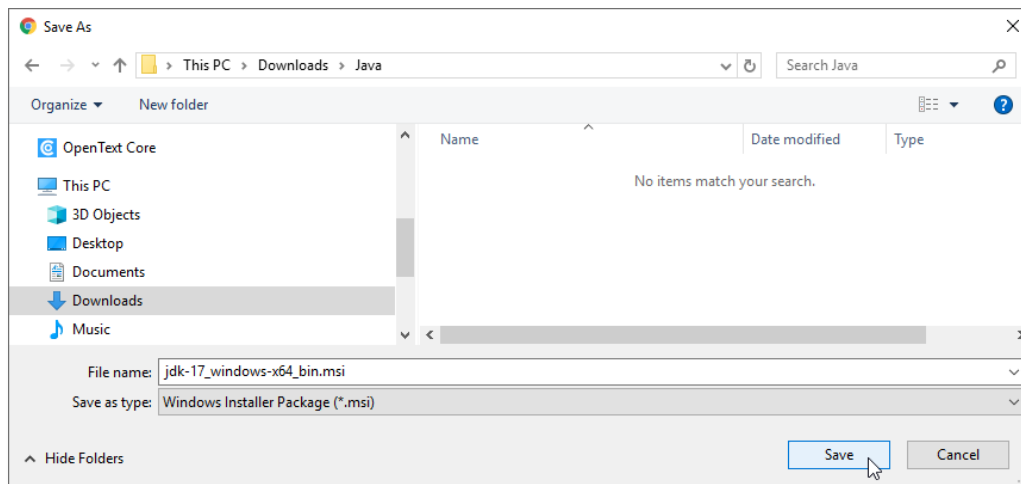 Save As
This PC > Downloads > Java
Search Java
Organize
New folder
?
OpenText Core
This PC
3D Objects
Desktop
Documents
Downloads
Music
Name
Date modified
Type
No items match your search.
File name: jdk-17_windows-x64_bin.msi
Save as type: Windows Installer Package (*.msi)
Hide Folders
Save
Cancel